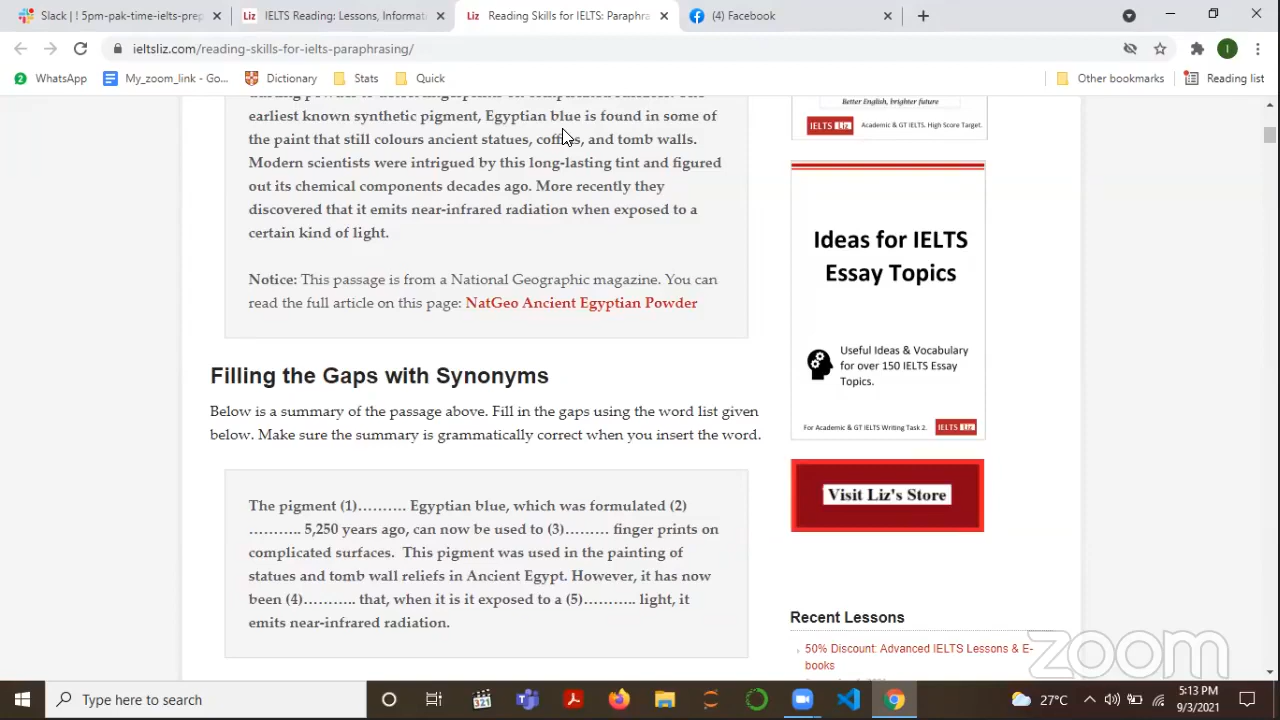 Slack | ! 5pm-pak-time-ielts-prep
Liz IELTS Reading: Lessons, Informat
Liz Reading Skills for IELTS: Paraphra
(4) Facebook
ieltsliz.com/reading-skills-for-ielts-paraphrasing/
I
2 WhatsApp
My_zoom_link - Go...
Dictionary
Stats
Quick
Other bookmarks
Reading list
earliest known synthetic pigment, Egyptian blue is found in some of
the paint that still colours ancient statues, coffins, and tomb walls.
Modern scientists were intrigued by this long-lasting tint and figured
out its chemical components decades ago. More recently they
discovered that it emits near-infrared radiation when exposed to a
certain kind of light.
Notice: This passage is from a National Geographic magazine. You can
read the full article on this page: NatGeo Ancient Egyptian Powder
Filling the Gaps with Synonyms
Below is a summary of the passage above. Fill in the gaps using the word list given
below. Make sure the summary is grammatically correct when you insert the word.
The pigment (1)………. Egyptian blue, which was formulated (2)
……….. 5,250 years ago, can now be used to (3)……… finger prints on
complicated surfaces. This pigment was used in the painting of
statues and tomb wall reliefs in Ancient Egypt. However, it has now
been (4)……….. that, when it is it exposed to a (5)……….. light, it
emits near-infrared radiation.
Better English, brighter future
IELTS Liz
Academic & GT IELTS. High Score Target.
Ideas for IELTS
Essay Topics
Useful Ideas & Vocabulary
for over 150 IELTS Essay
Topics.
For Academic & GT IELTS Writing Task 2.
IELTS Liz
Visit Liz's Store
Recent Lessons
50% Discount: Advanced IELTS Lessons & E-
books
zoom
Type here to search
321
27°C
5:13 PM
9/3/2021